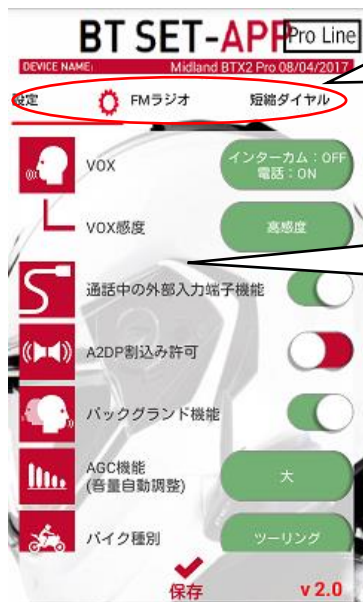 BT SET-APP
Pro Line
DEVICE NAME: Midland BTX2 Pro 08/04/2017
設定 FMラジオ 短縮ダイヤル
VOX
インターカム：OFF
電話：ON
VOX感度
高感度
通話中の外部入力端子機能
A2DP割込み許可
バックグランド機能
AGC機能
(音量自動調整)
大
バイク種別
ツーリング
保存
v 2.0